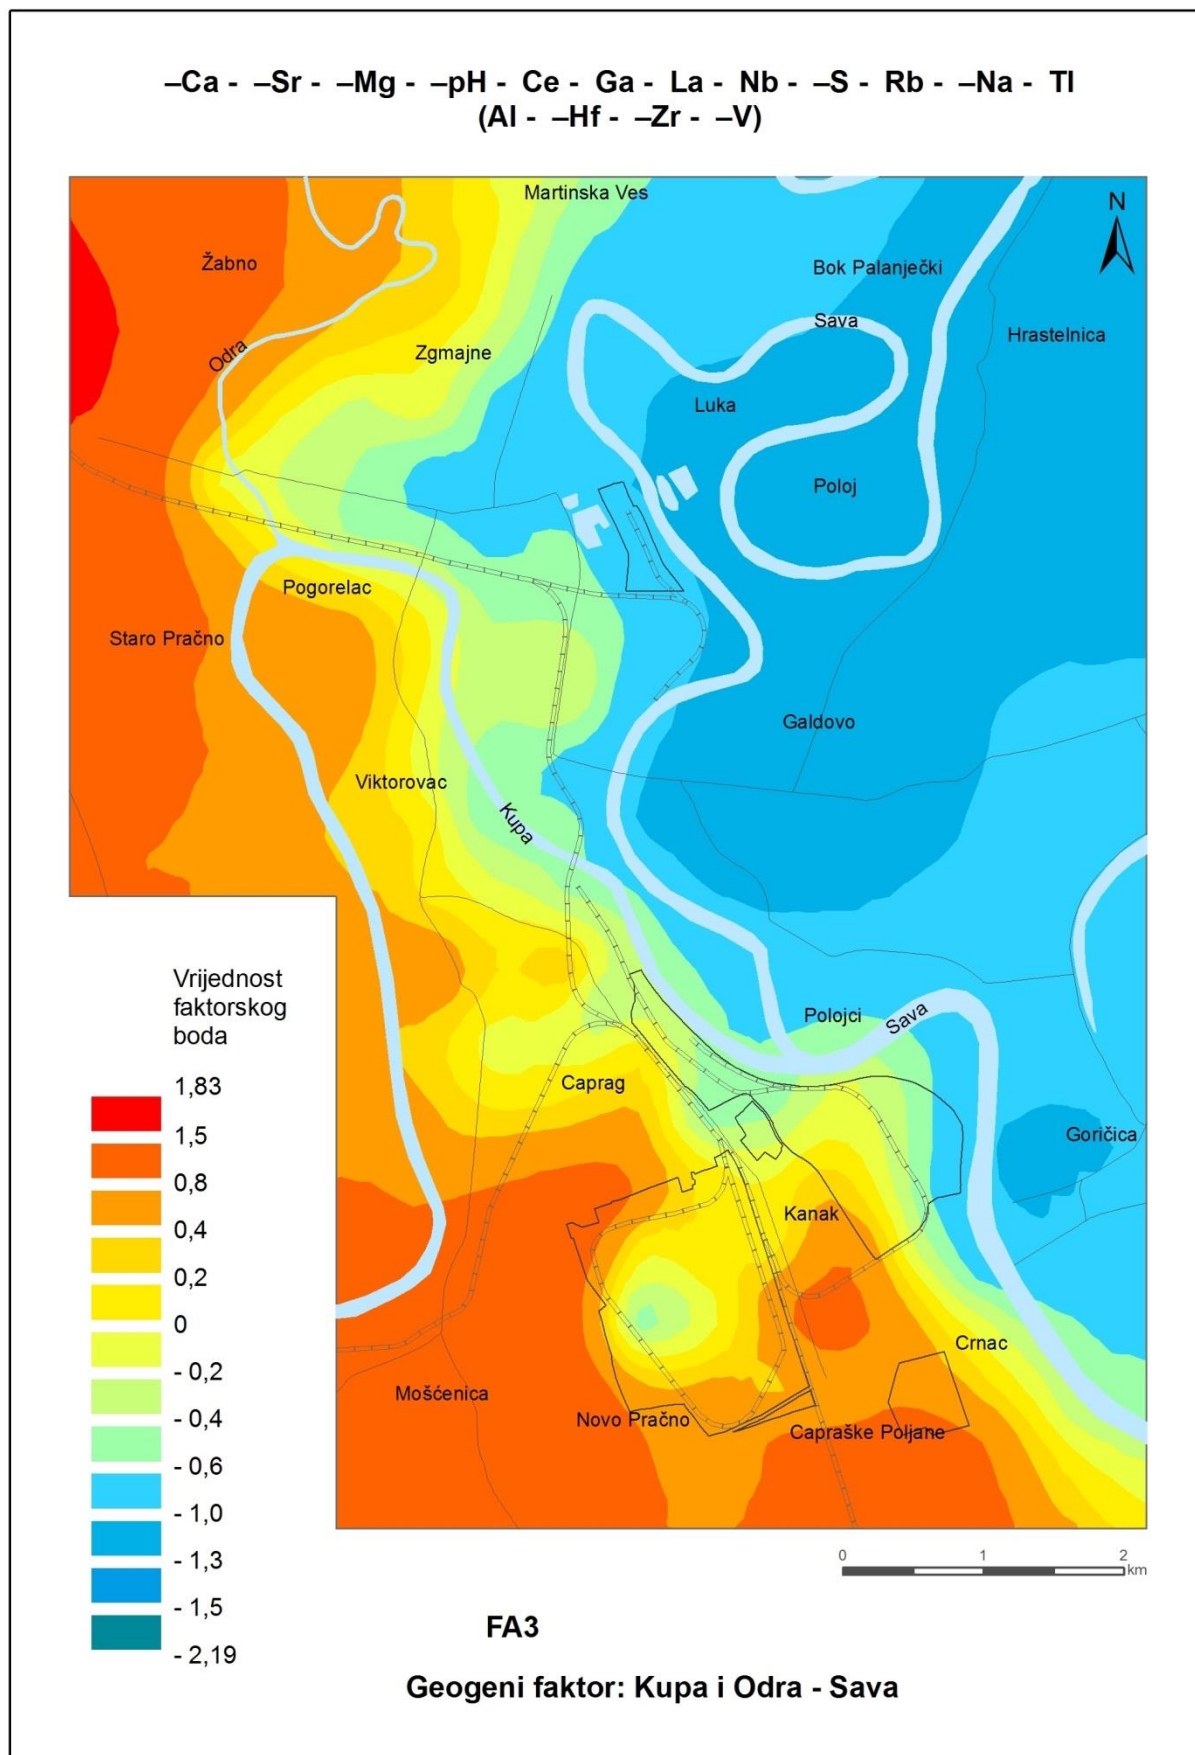 –Ca - –Sr - –Mg - –pH - Ce - Ga - La - Nb - –S - Rb - –Na - Tl
(Al - –Hf - –Zr - –V)
Martinska Ves
N
Žabno
Bok Palanječki
Sava
Hrastelnica
Odra
Zgmajne
Luka
Poloj
Pogorelac
Staro Pračno
Galdovo
Viktorovac
Kupa
Polojci
Sava
Caprag
Goričica
Kanak
Crnac
Mošćenica
Novo Pračno
Capraške Poljane
Vrijednost
faktorskog
boda
1,83
1,5
0,8
0,4
0,2
0
- 0,2
- 0,4
- 0,6
- 1,0
- 1,3
- 1,5
- 2,19
0 1 2
km
FA3
Geogeni faktor: Kupa i Odra - Sava